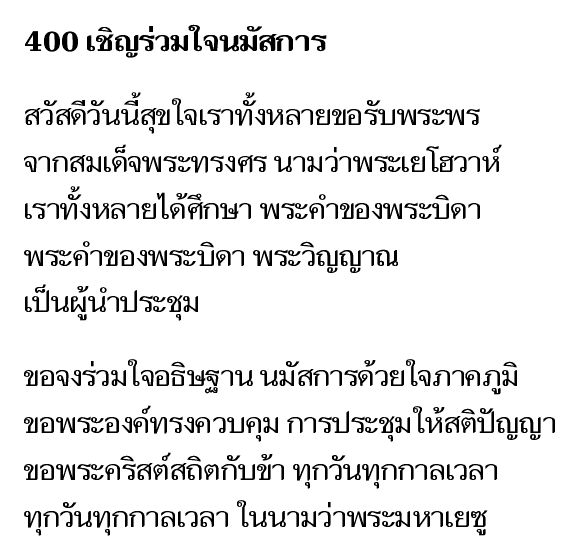 400 เชิญร่วมใจนมัสการ
สวัสดีวันนี้สุขใจเราทั้งหลายขอรับพระพร
จากสมเด็จพระทรงศร นามว่าพระเยโฮวาห์
เราทั้งหลายได้ศึกษา พระคำของพระบิดา
พระคำของพระบิดา พระวิญญาณ
เป็นผู้นำประชุม
ขอจงร่วมใจอธิษฐาน นมัสการด้วยใจภาคภูมิ
ขอพระองค์ทรงควบคุม การประชุมให้สติปัญญา
ขอพระคริสต์สถิตกับข้า ทุกวันทุกกาลเวลา
ทุกวันทุกกาลเวลา ในนามว่าพระมหาเยซู